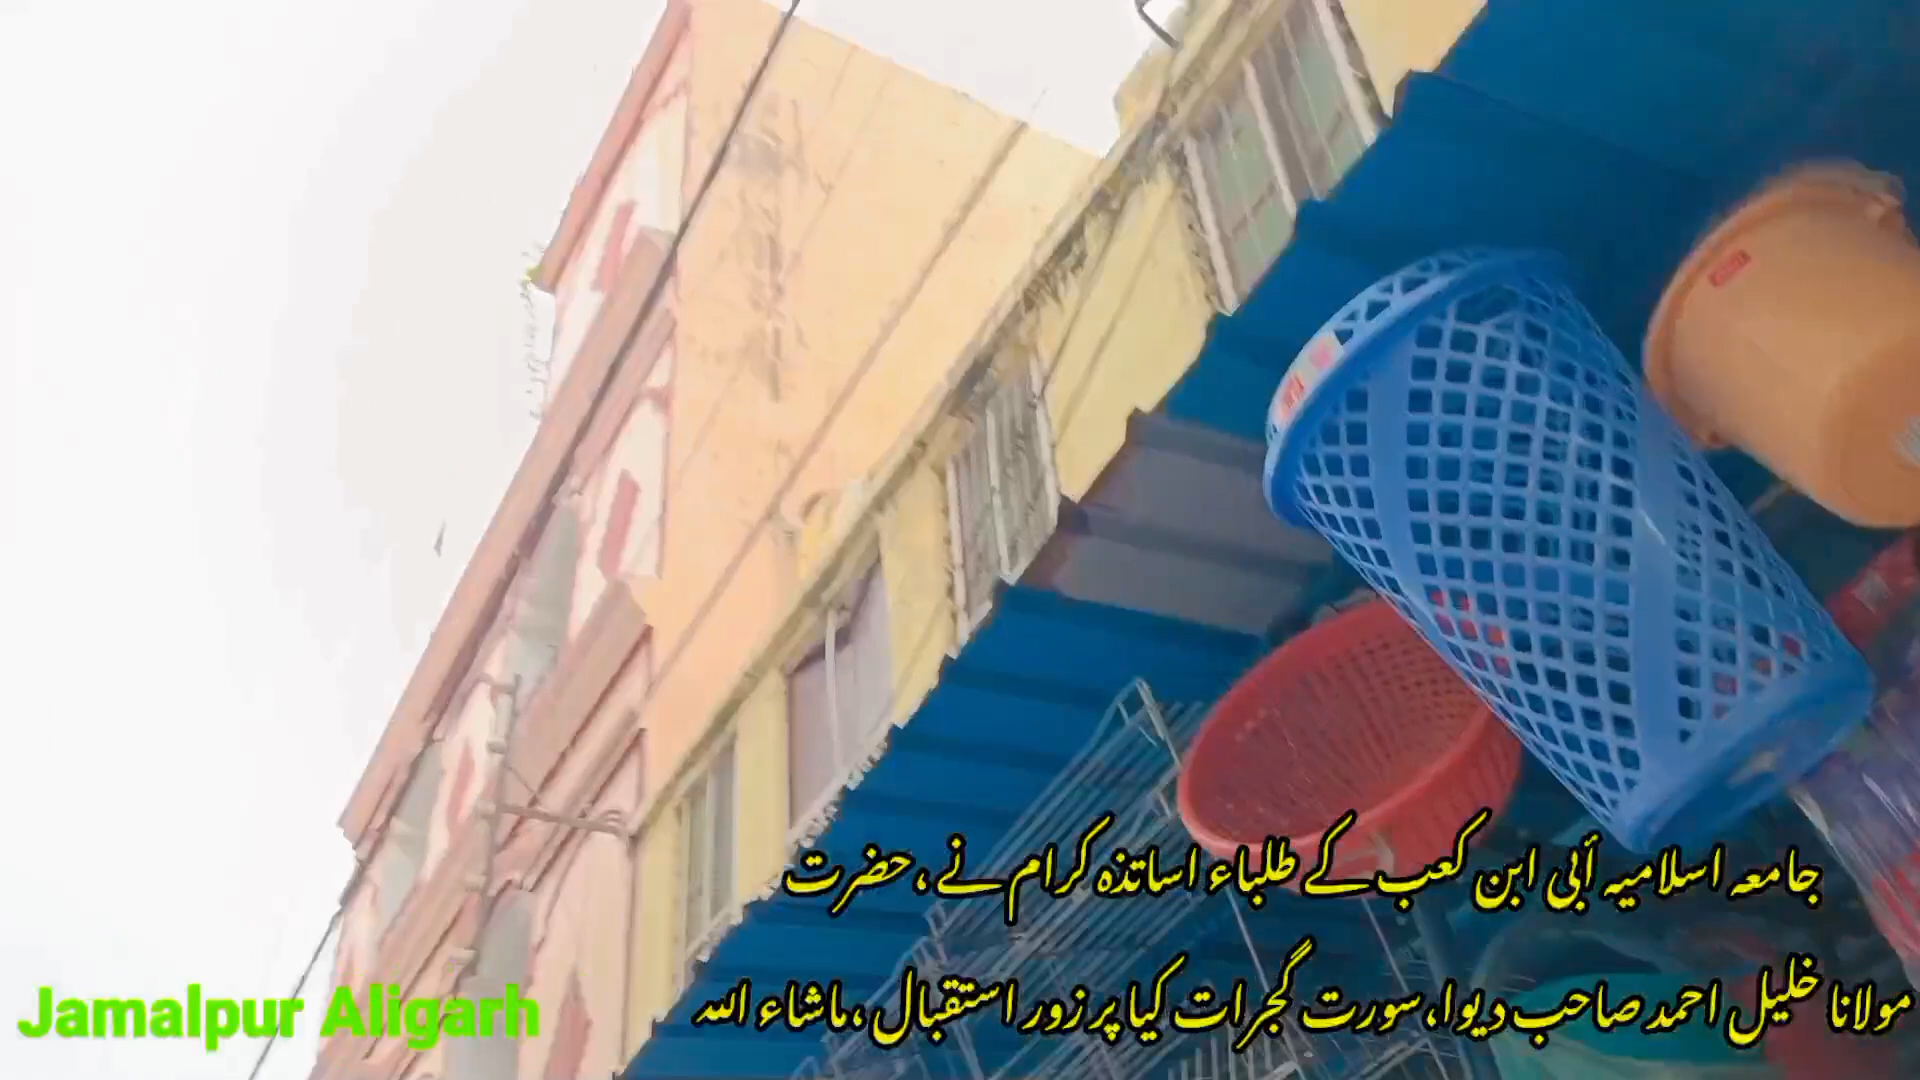 جامعہ اسلامیہ أبی ابن کعب کے طلباء اساتذہ کرام نے ، حضرت
مولانا خلیل احمد صاحب دیوا، سورت گجرات کیا پر زور استقبال ، ماشاء اللہ
Jamalpur Aligarh